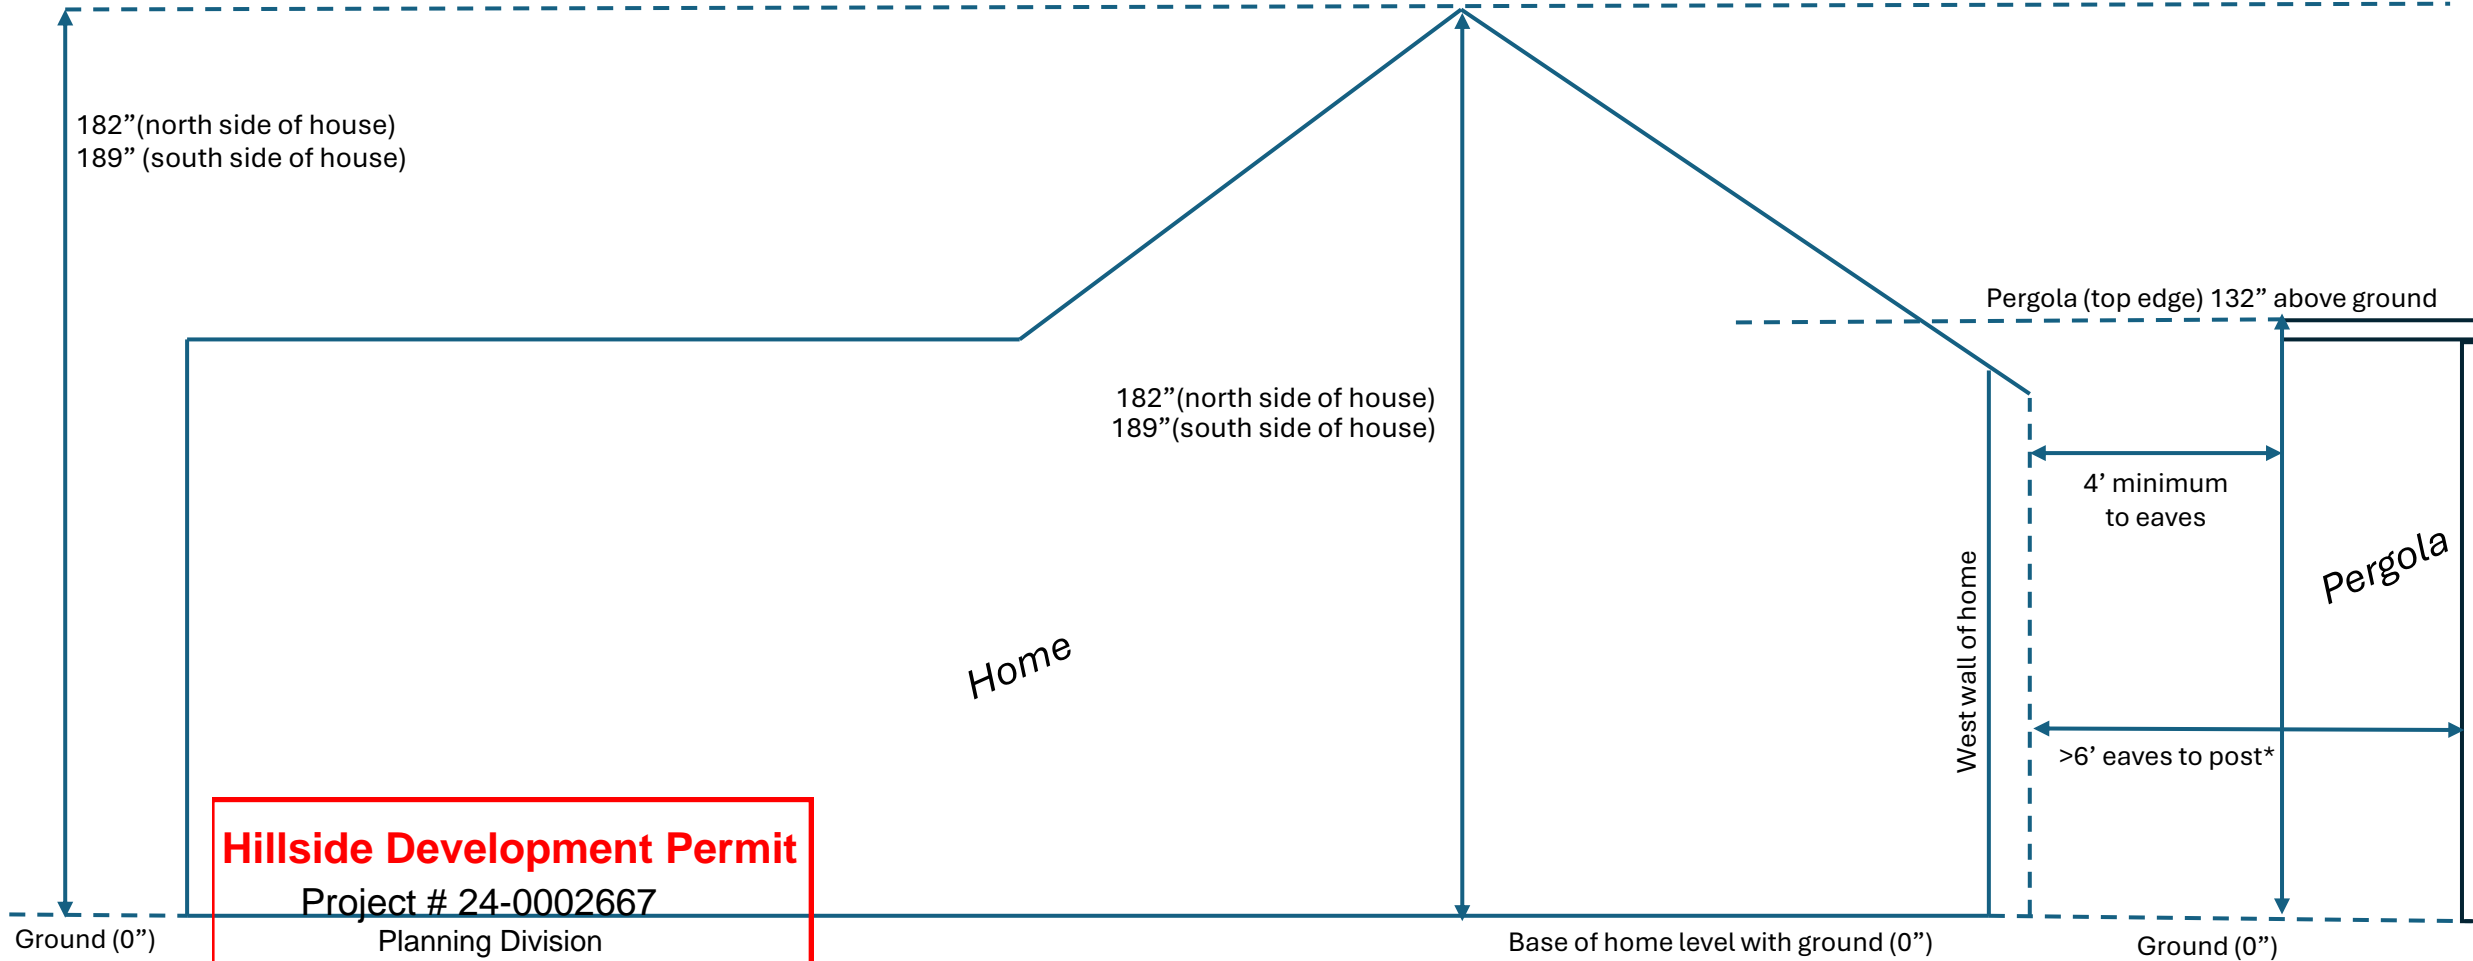 182”(north side of house)
189” (south side of house)
Pergola (top edge) 132” above ground
182”(north side of house)
189”(south side of house)
4’ minimum
to eaves
Pergola
West wall of home
Home
>6’ eaves to post*
Hillside Development Permit
Project # 24-0002667
Planning Division
Ground (0”)
Base of home level with ground (0”)
Ground (0”)